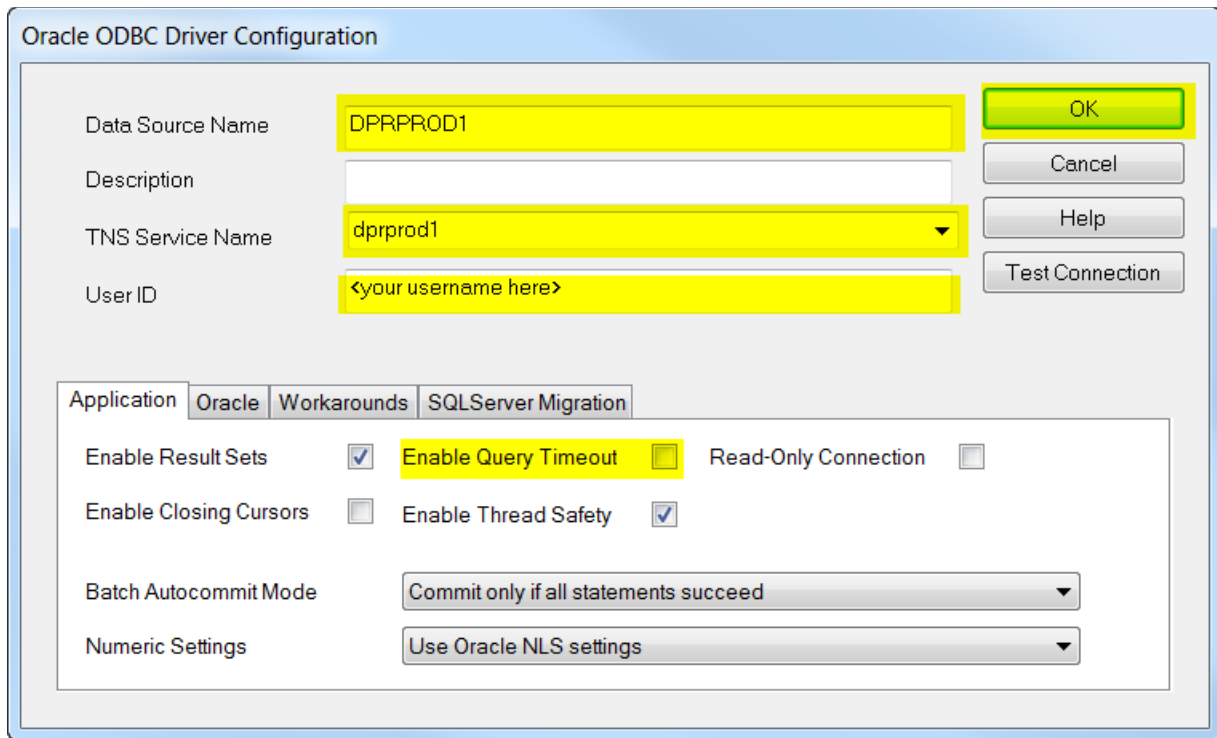 Oracle ODBC Driver Configuration
Data Source Name DPRPROD1 OK
Description Cancel
TNS Service Name dprprod1 Help
User ID <your username here> Test Connection
Application Oracle Workarounds SQLServer Migration
Enable Result Sets Enable Query Timeout Read-Only Connection
Enable Closing Cursors Enable Thread Safety
Batch Autocommit Mode Commit only if all statements succeed
Numeric Settings Use Oracle NLS settings